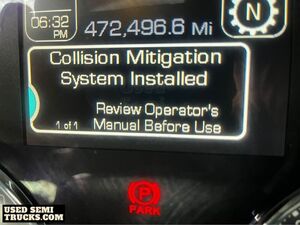 06:32
PM
472,496.6 Mi
N
Collision Mitigation
System Installed
Review Operator's
1 of 1 Manual Before Use
P
PARK
USED SEMI
TRUCKS.COM